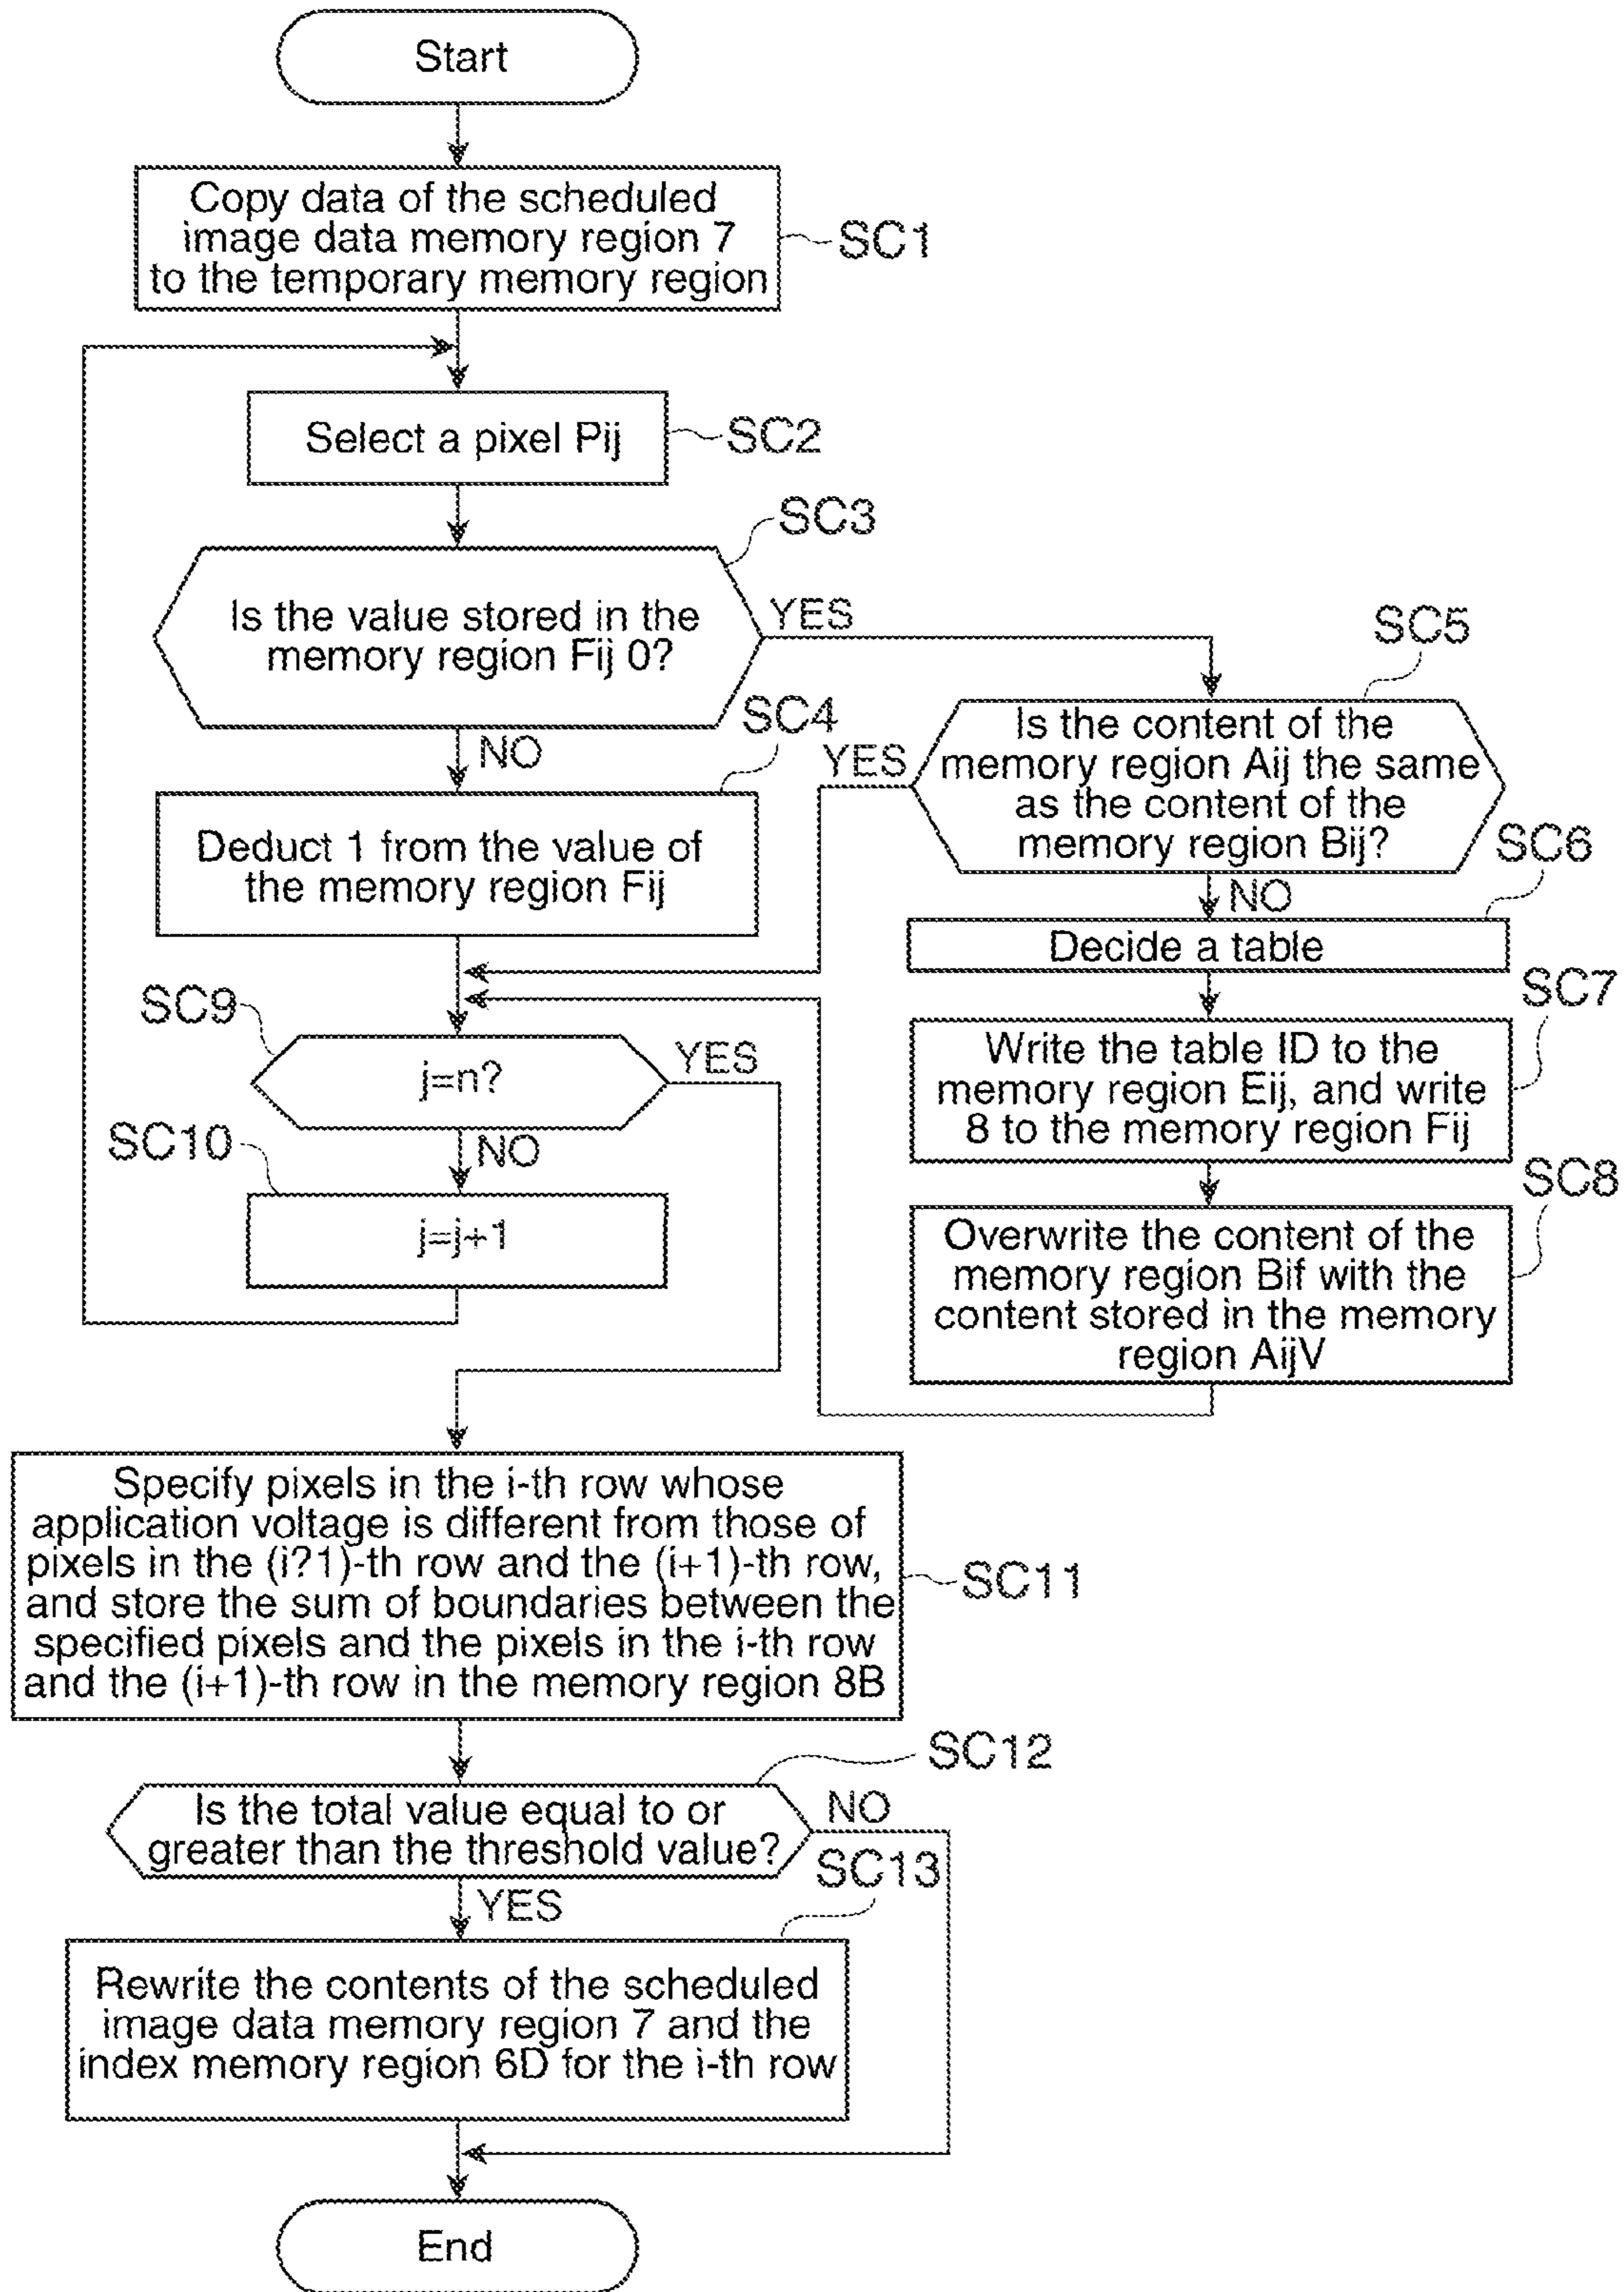 Start
Copy data of the scheduled
image data memory region 7
to the temporary memory region
SC1
Select a pixel Pij
SC2
SC3
Is the value stored in the
memory region Fij 0?
YES
NO
SC4
Deduct 1 from the value of
the memory region Fij
SC5
Is the content of the
memory region Aij the same
as the content of the
memory region Bij?
YES
NO
SC6
Decide a table
SC7
Write the table ID to the
memory region Eij, and write
8 to the memory region Fij
SC8
Overwrite the content of the
memory region Bif with the
content stored in the memory
region AijV
SC9
j=n?
YES
NO
SC10
j=j+1
Specify pixels in the i-th row whose
application voltage is different from those of
pixels in the (i?1)-th row and the (i+1)-th row,
and store the sum of boundaries between the
specified pixels and the pixels in the i-th row
and the (i+1)-th row in the memory region 8B
SC11
SC12
Is the total value equal to or
greater than the threshold value?
NO
YES
SC13
Rewrite the contents of the scheduled
image data memory region 7 and the
index memory region 6D for the i-th row
End